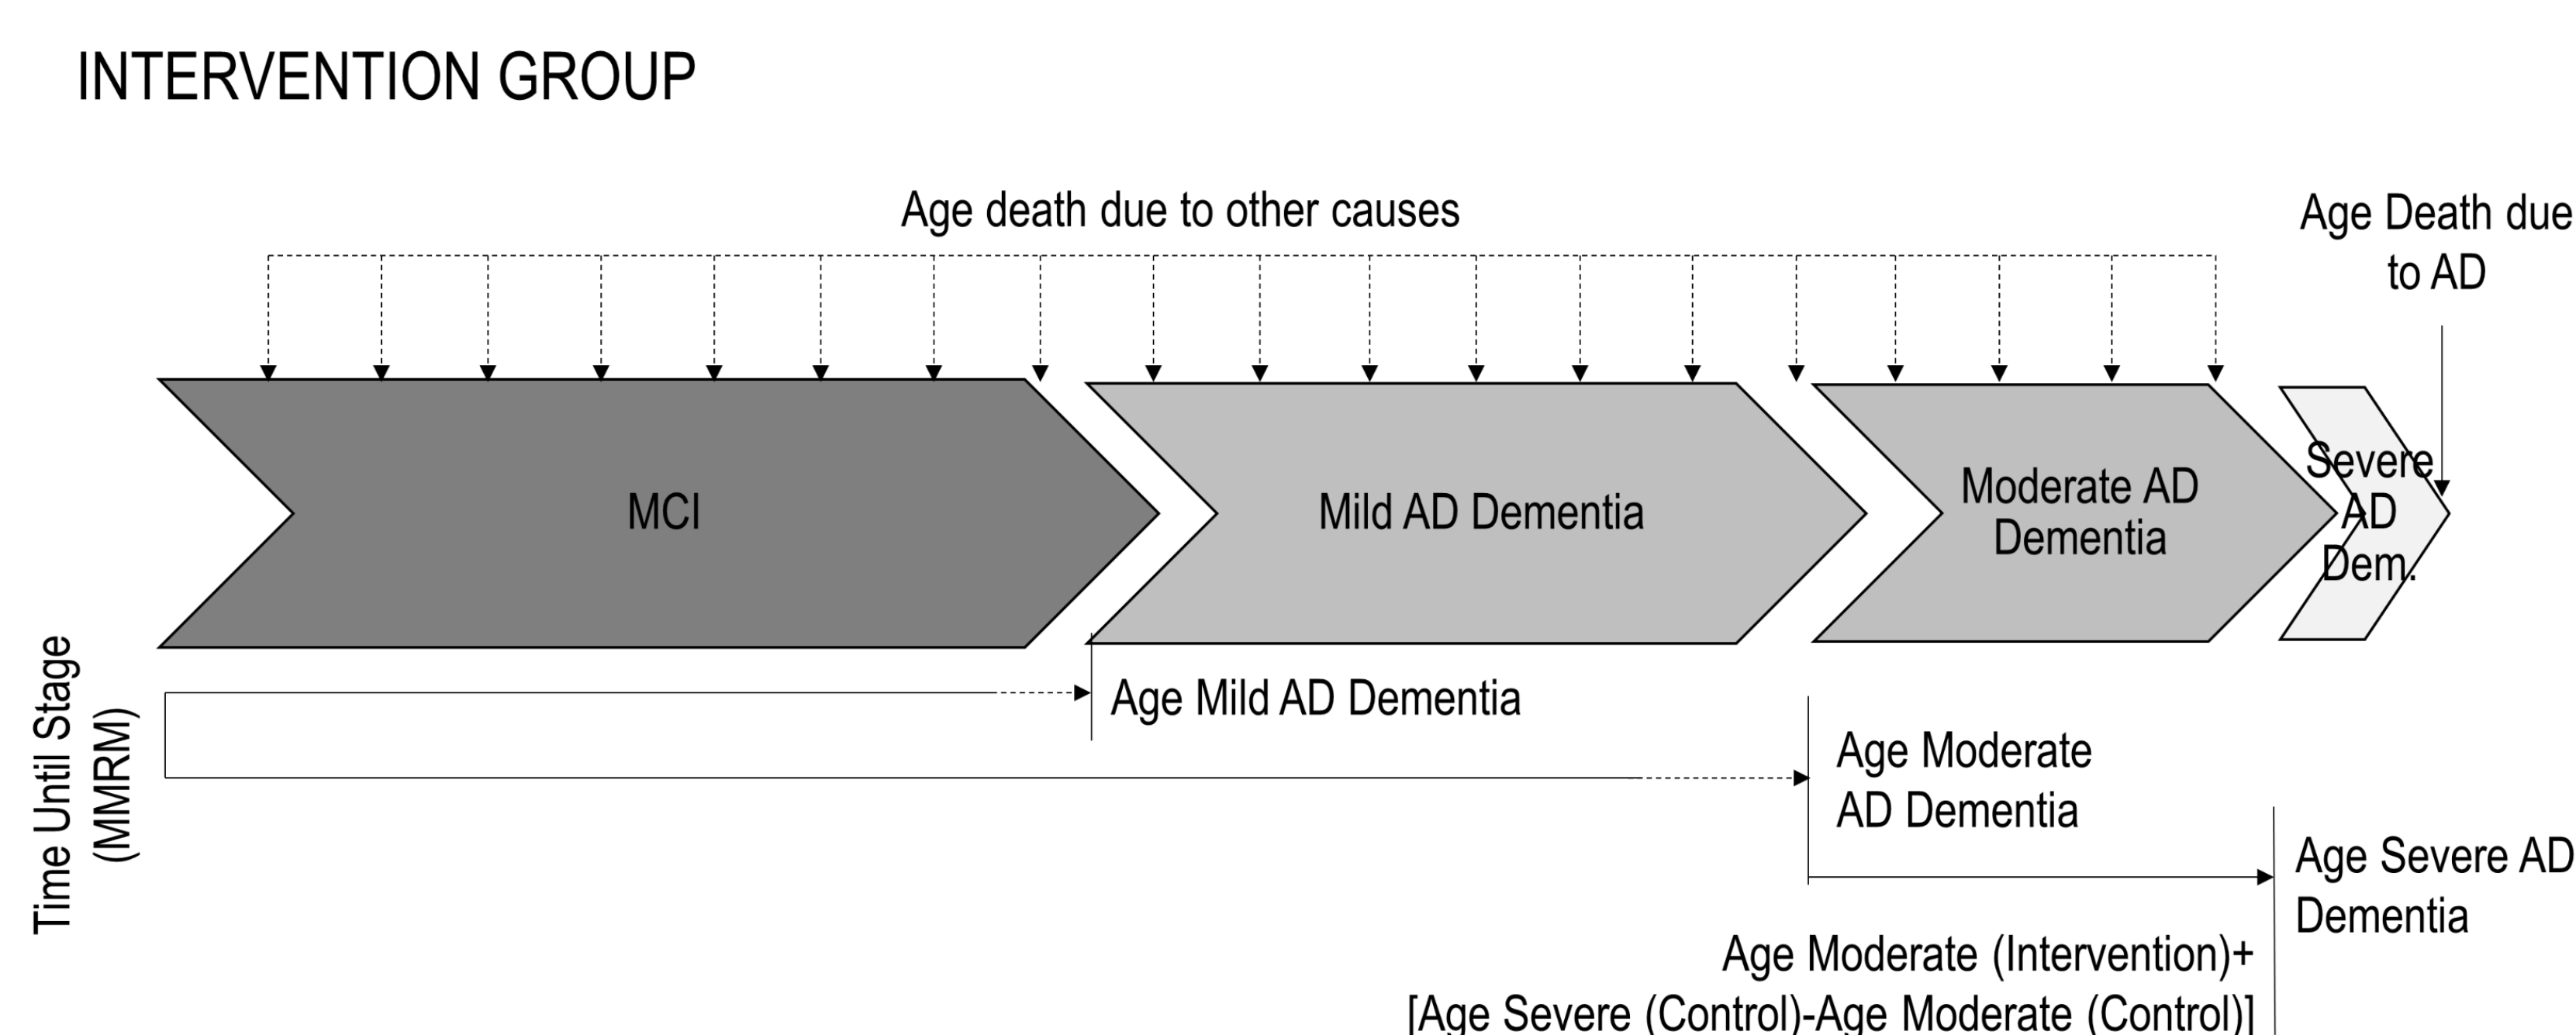 INTERVENTION GROUP
Age death due to other causes
Age Death due
to AD
MCI
Mild AD Dementia
Moderate AD
Dementia
Severe
AD
Dem.
Time Until Stage
(MMRM)
Age Mild AD Dementia
Age Moderate
AD Dementia
Age Severe AD
Dementia
Age Moderate (Intervention)+
[Age Severe (Control)-Age Moderate (Control)]